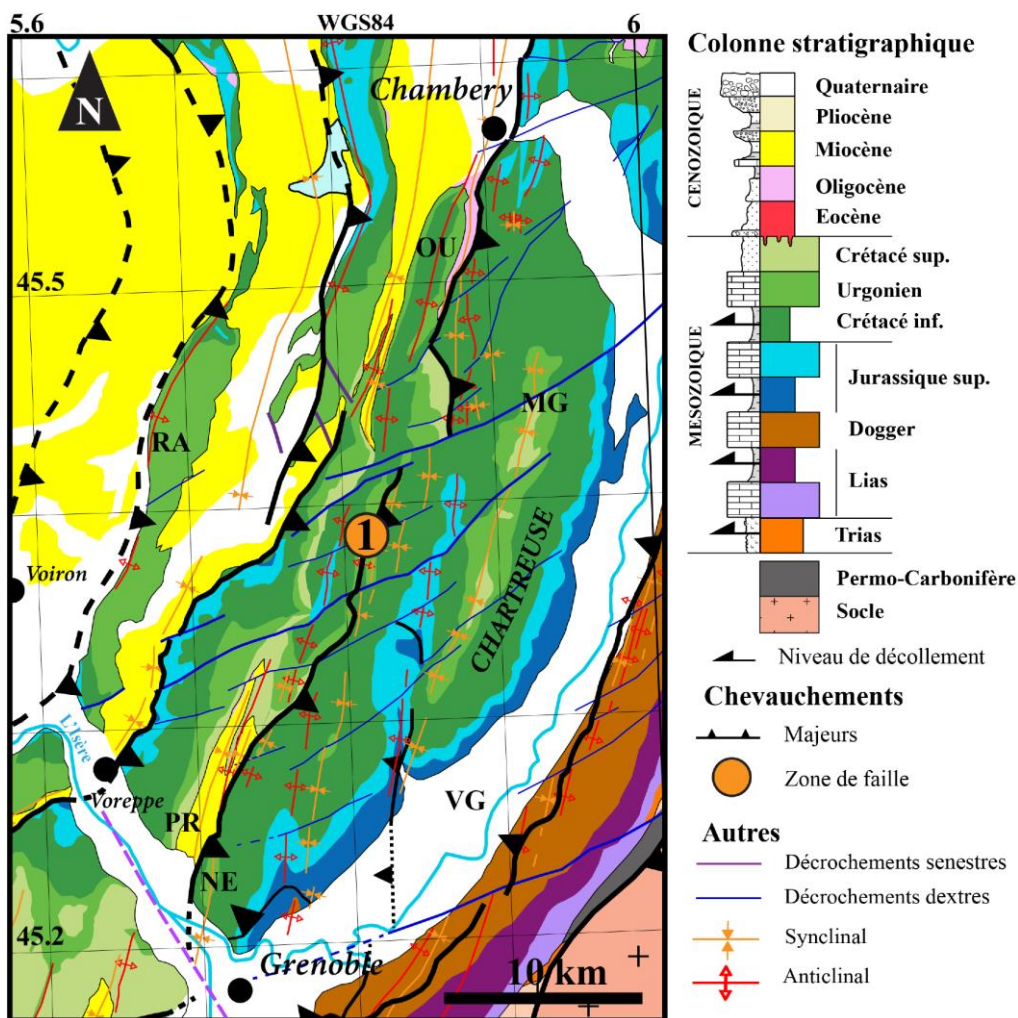 5.6
WGS84
6
N
Chambery
OU
45.5
MG
RA
1
Voiron
CHARTREUSE
L'Isère
Voreppe
VG
PR
NE
45.2
Grenoble
10 km
Colonne stratigraphique
CENOZOIQUE
Quaternaire
Pliocène
Miocène
Oligocène
Eocène
MESOZOIQUE
Crétacé sup.
Urgonien
Crétacé inf.
Jurassique sup.
Dogger
Lias
Trias
Permo-Carbonifère
Socle
Niveau de décollement
Chevauchements
Majeurs
Zone de faille
Autres
Décrochements senestres
Décrochements dextres
Synclinal
Anticlinal